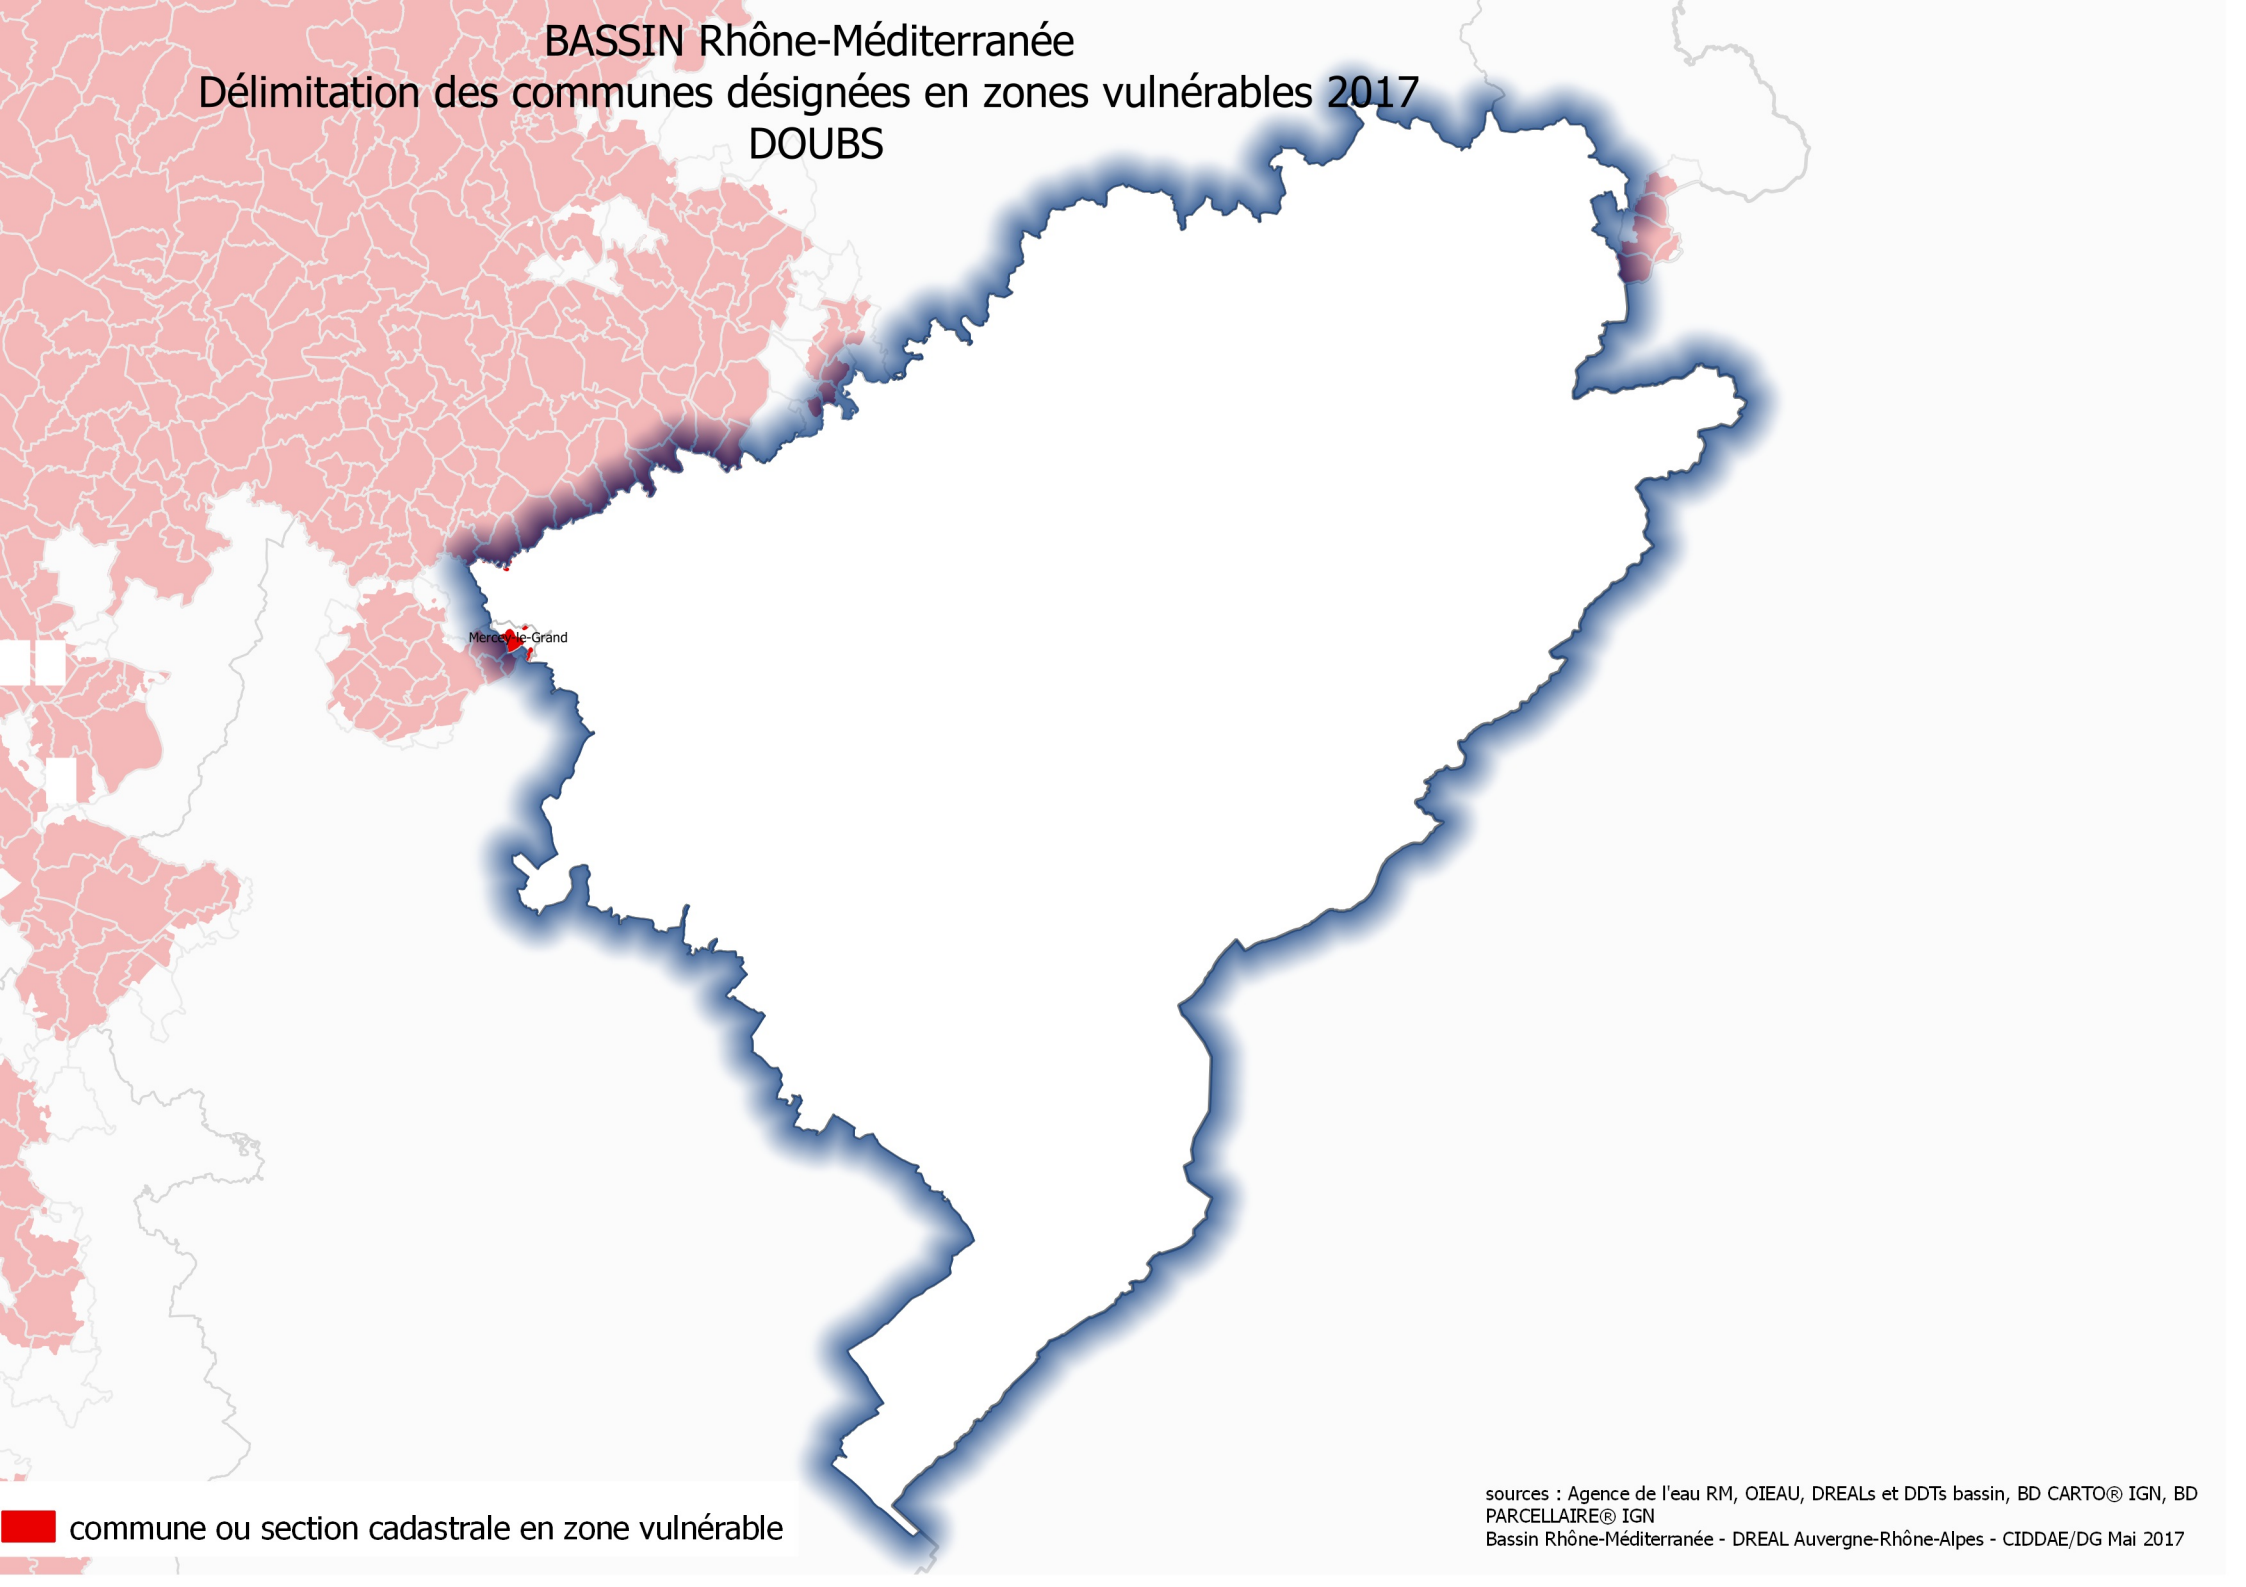 BASSIN Rhône-Méditerranée
Délimitation des communes désignées en zones vulnérables 2017
DOUBS
Mercey-le-Grand
commune ou section cadastrale en zone vulnérable
sources : Agence de l'eau RM, OIEAU, DREALs et DDTs bassin, BD CARTO® IGN, BD
PARCELLAIRE® IGN
Bassin Rhône-Méditerranée - DREAL Auvergne-Rhône-Alpes - CIDDAE/DG Mai 2017